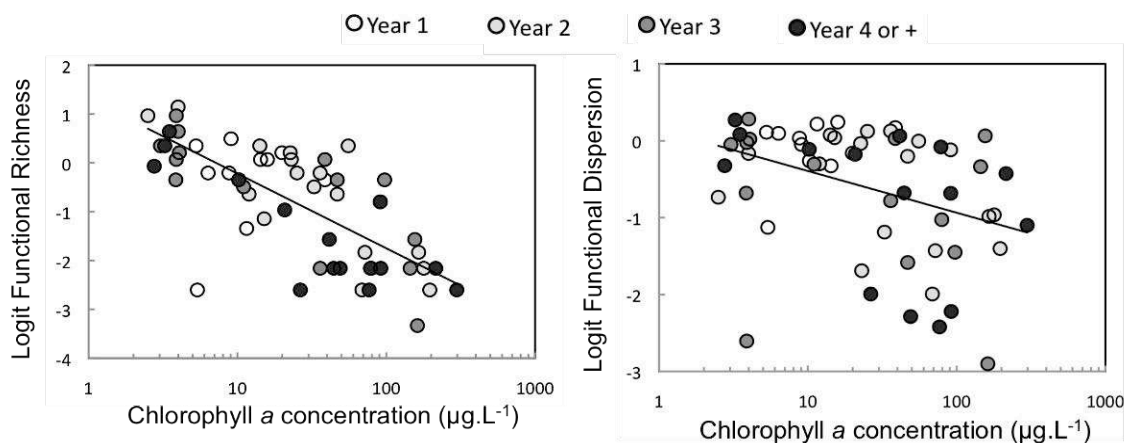 Year 1 Year 2 Year 3 Year 4 or +
Logit Functional Richness
2
1
0
-1
-2
-3
-4
1 10 100 1000
Chlorophyll a concentration (µg.L-1)
Logit Functional Dispersion
1
0
-1
-2
-3
1 10 100 1000
Chlorophyll a concentration (µg.L-1)